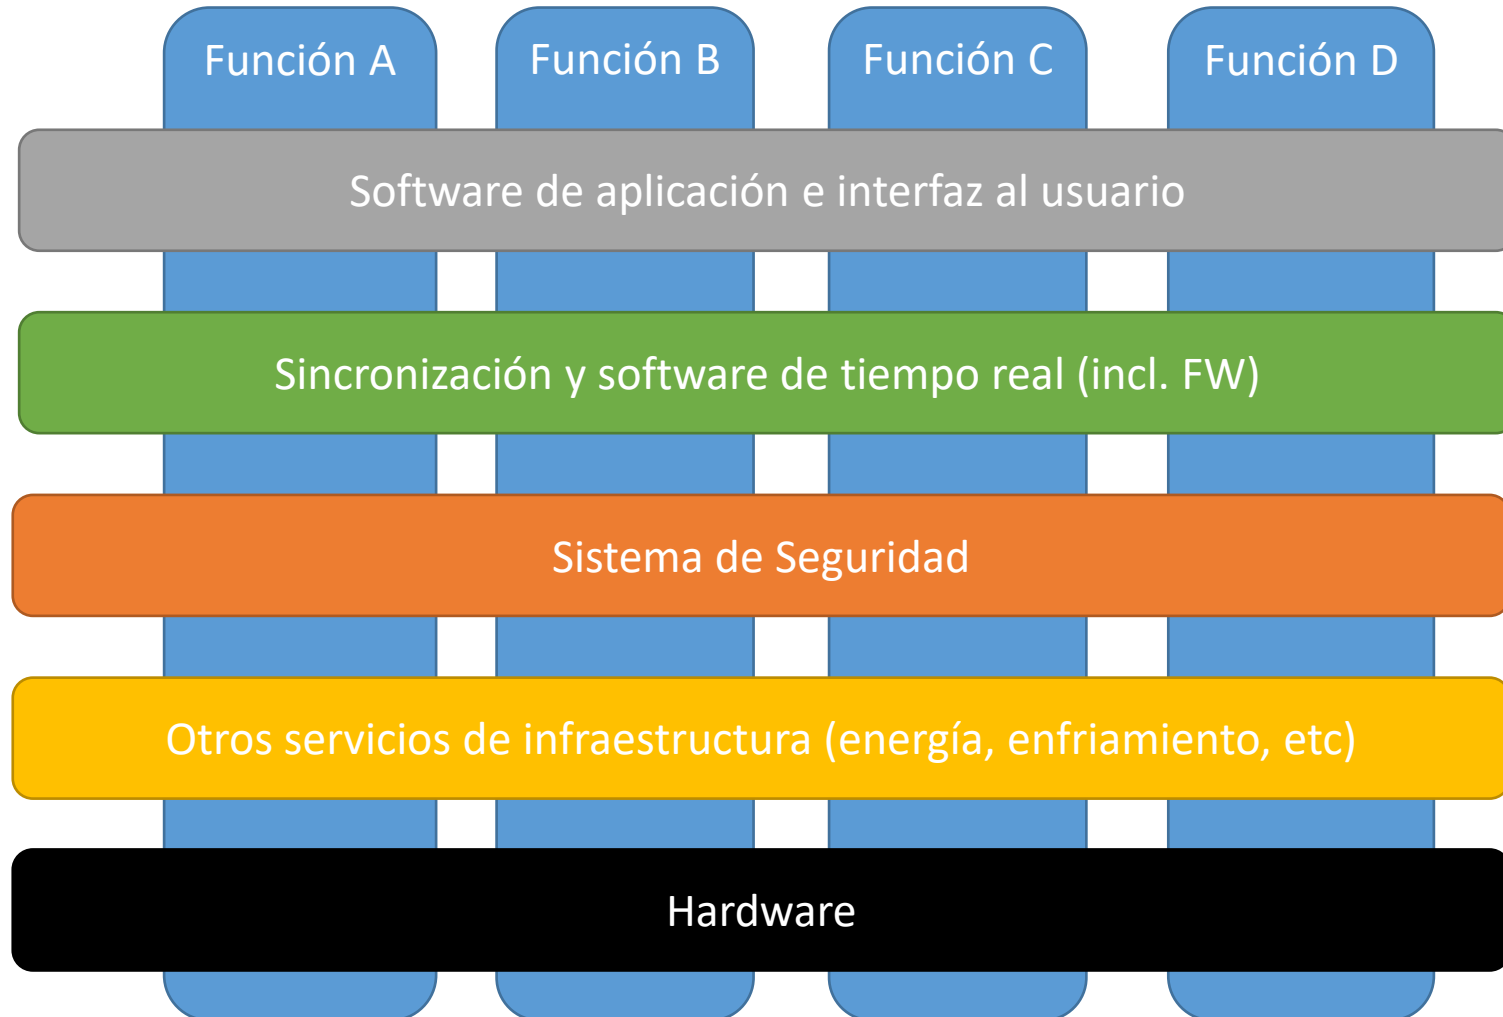 Función A
Función B
Función C
Función D
Software de aplicación e interfaz al usuario
Sincronización y software de tiempo real (incl. FW)
Sistema de Seguridad
Otros servicios de infraestructura (energía, enfriamiento, etc)
Hardware